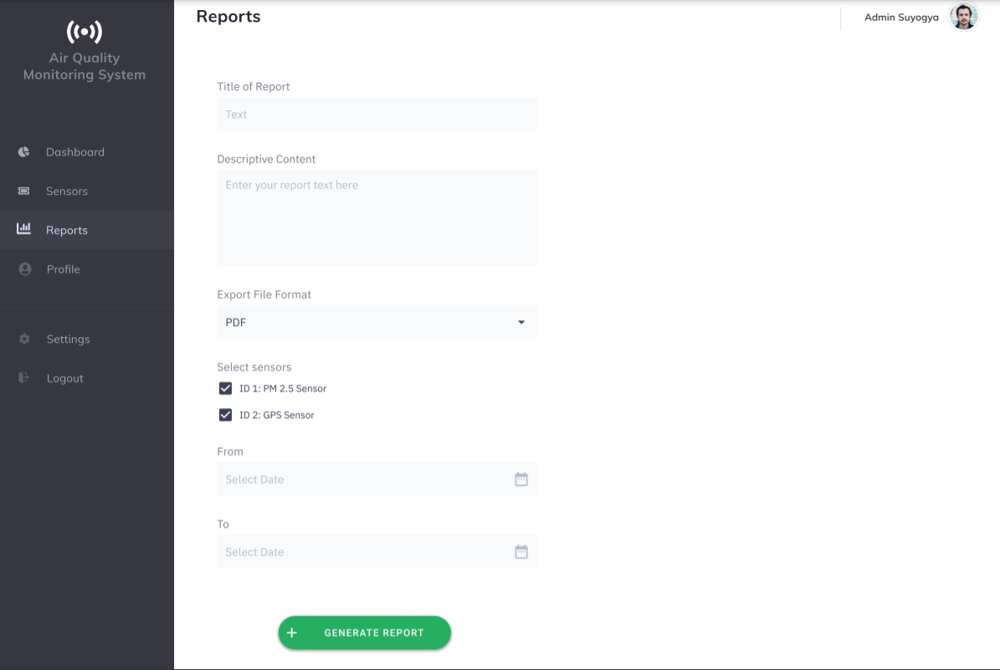 Reports
Admin Suyogya
Air Quality
Monitoring System
Dashboard
Sensors
Reports
Profile
Settings
Logout
Title of Report
Text
Descriptive Content
Enter your report text here
Export File Format
PDF
Select sensors
ID 1: PM 2.5 Sensor
ID 2: GPS Sensor
From
Select Date
To
Select Date
+ GENERATE REPORT